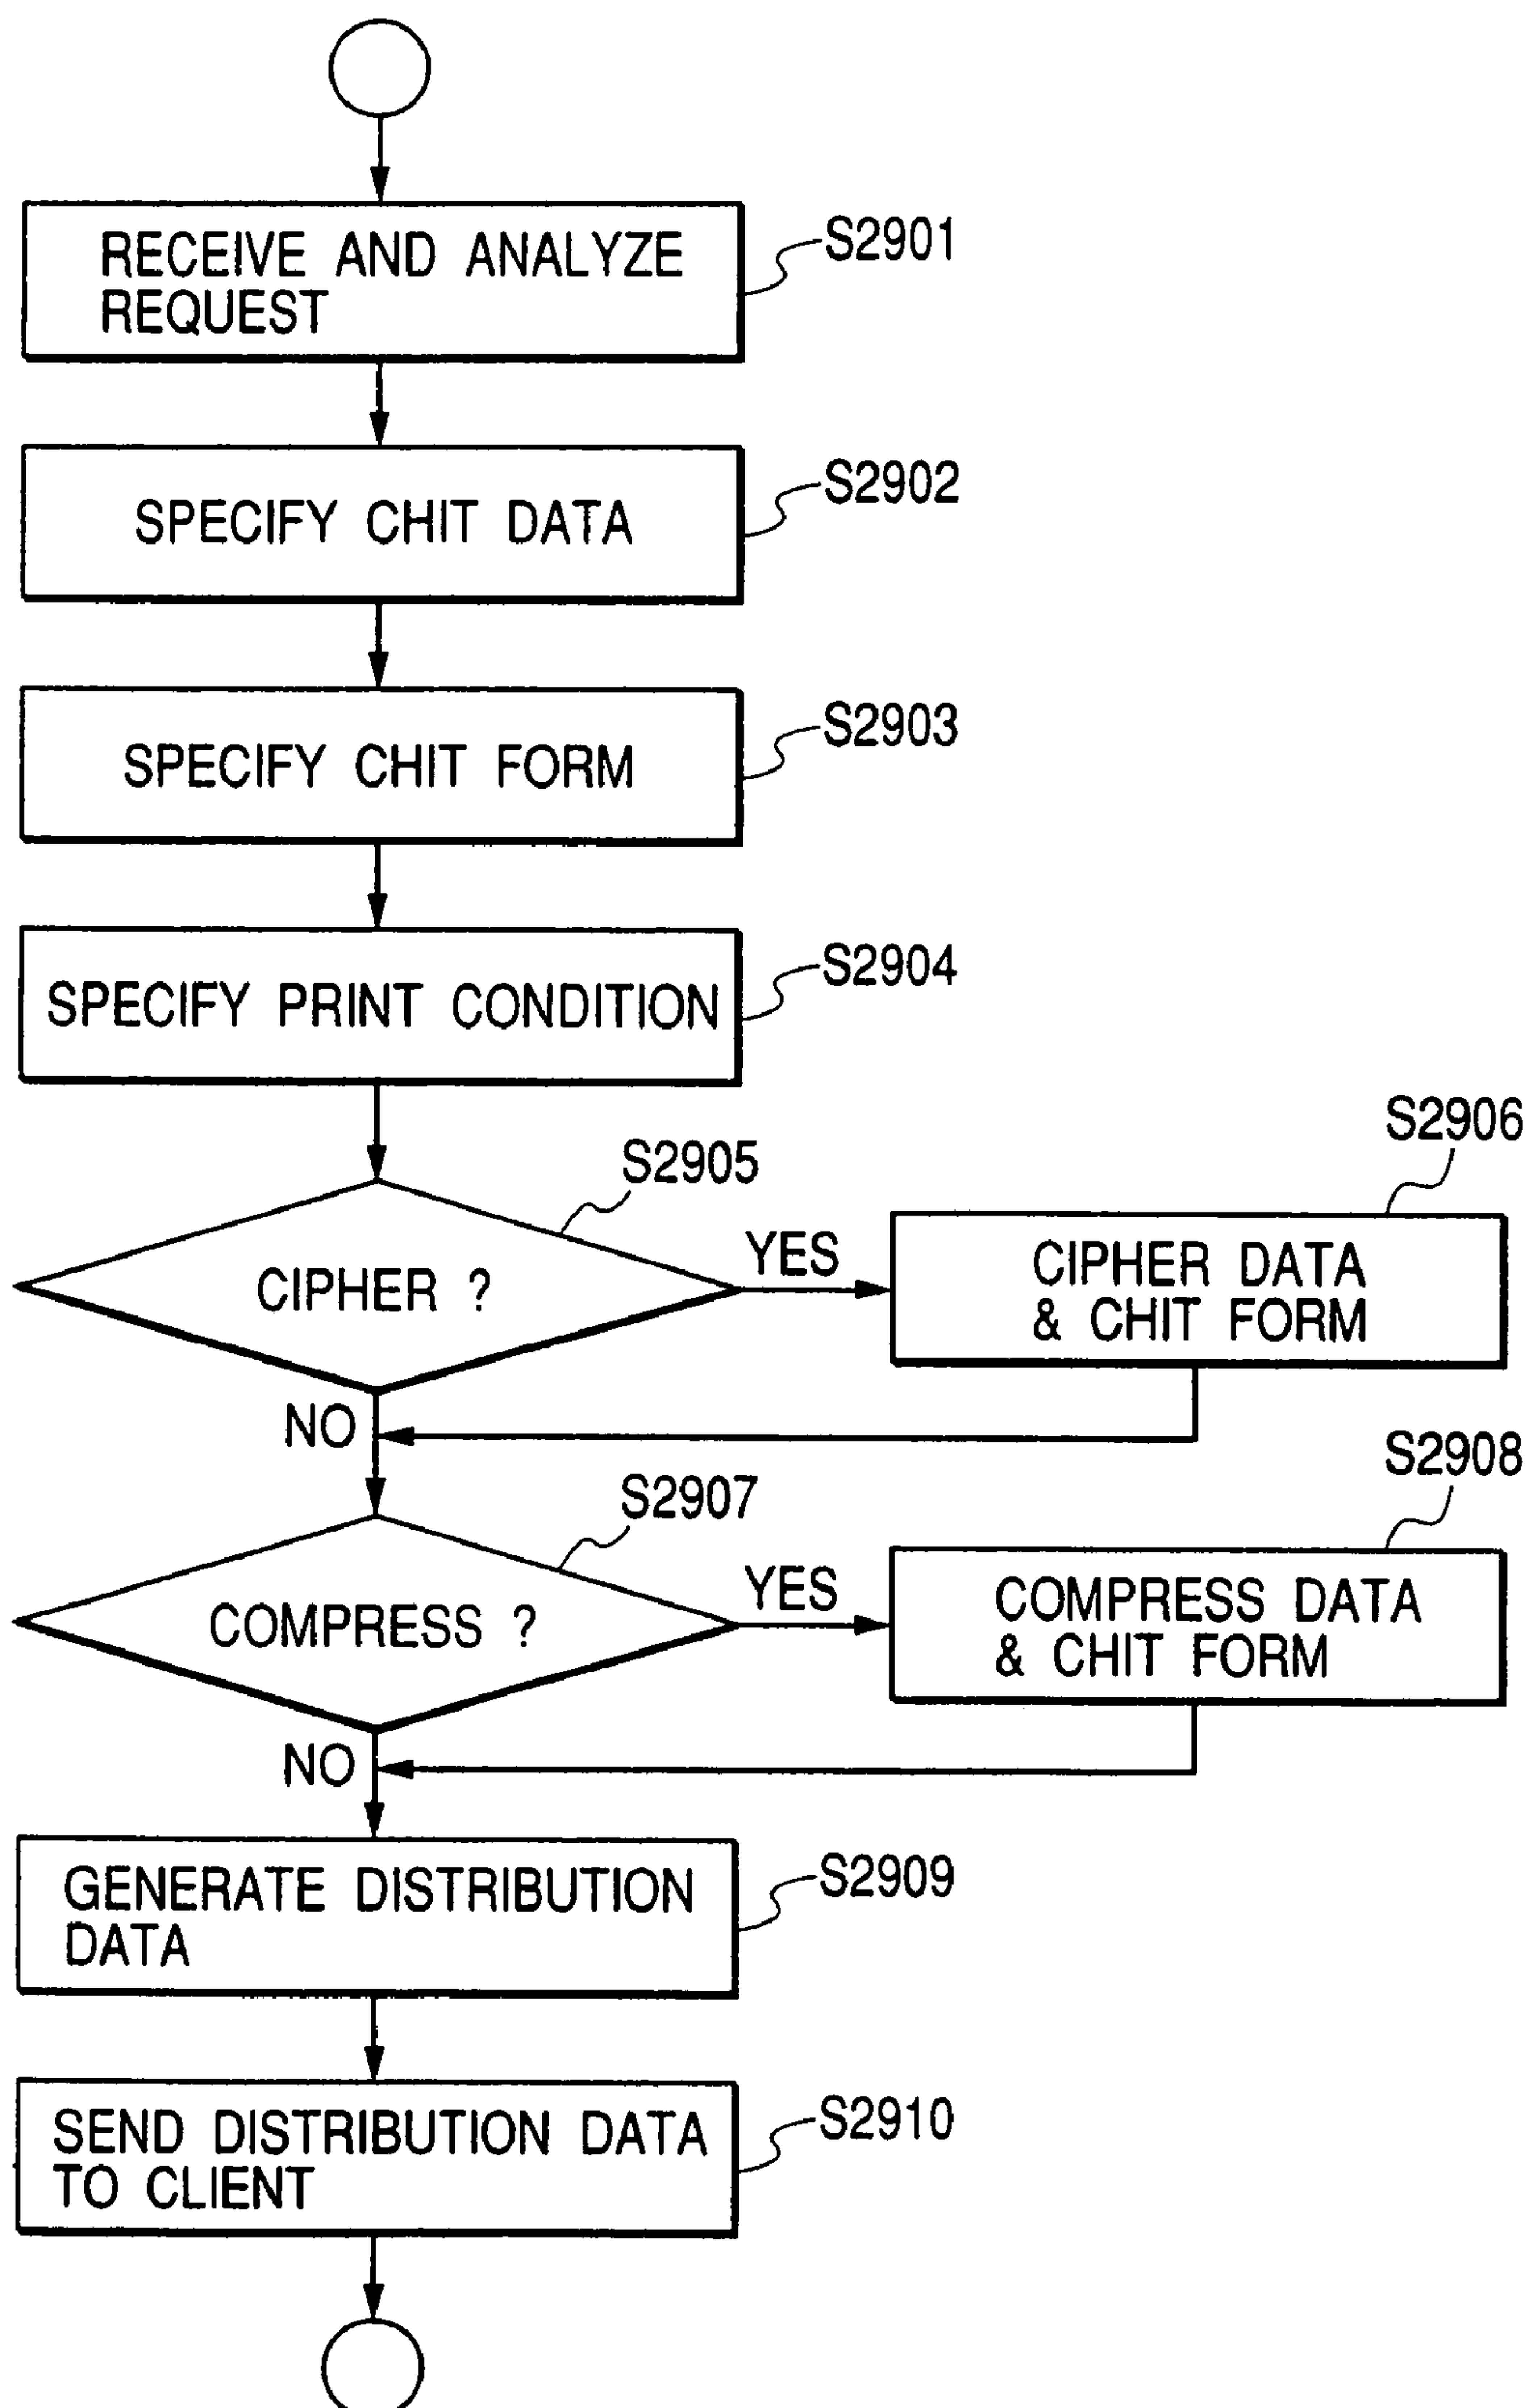 RECEIVE AND ANALYZE
REQUEST
S2901
SPECIFY CHIT DATA
S2902
SPECIFY CHIT FORM
S2903
SPECIFY PRINT CONDITION
S2904
S2905
CIPHER ?
YES
S2906
CIPHER DATA
& CHIT FORM
NO
S2907
COMPRESS ?
YES
S2908
COMPRESS DATA
& CHIT FORM
NO
GENERATE DISTRIBUTION
DATA
S2909
SEND DISTRIBUTION DATA
TO CLIENT
S2910